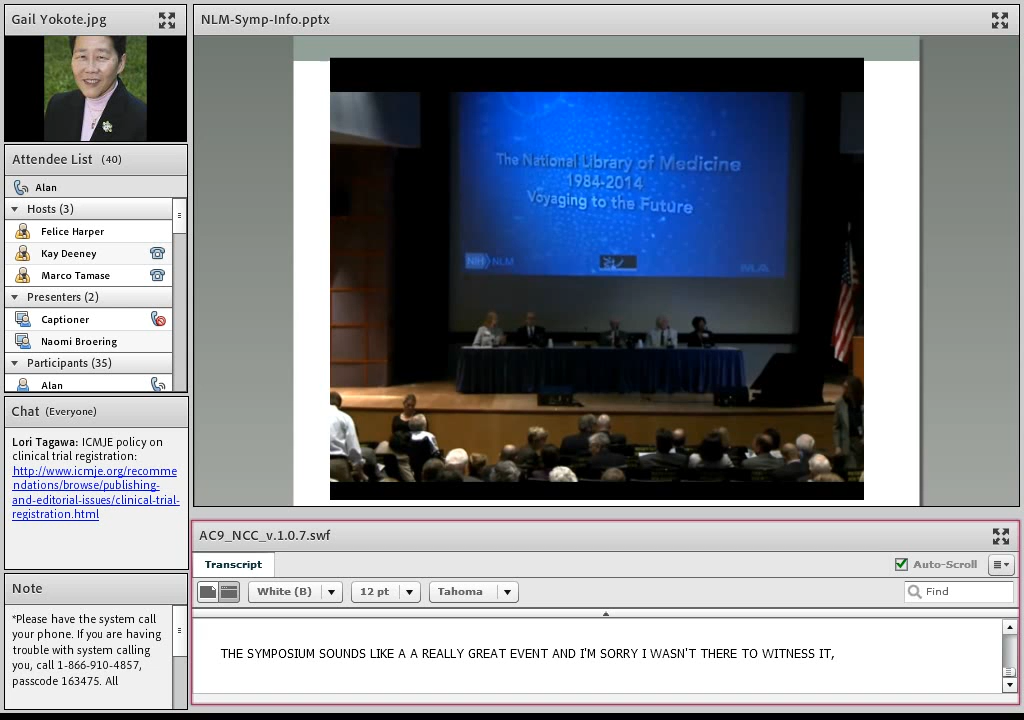 Gail Yokote.jpg
NLM-Symp-Info.pptx
The National Library of Medicine
1984-2014
Voyaging to the Future
NIH NLM
MLA
Attendee List (40)
Alan
Hosts (3)
Felice Harper
Kay Deeney
Marco Tamase
Presenters (2)
Captioner
Naomi Broering
Participants (35)
Alan
Chat (Everyone)
Lori Tagawa: ICMJE policy on
clinical trial registration:
http://www.icmje.org/recomme
ndations/browse/publishing-
and-editorial-issues/clinical-trial-
registration.html
Note
*Please have the system call
your phone. If you are having
trouble with system calling
you, call 1-866-910-4857,
passcode 163475. All
AC9_NCC_v.1.0.7.swf
Transcript
Auto-Scroll
White (B)
12 pt
Tahoma
Find
THE SYMPOSIUM SOUNDS LIKE A A REALLY GREAT EVENT AND I'M SORRY I WASN'T THERE TO WITNESS IT,